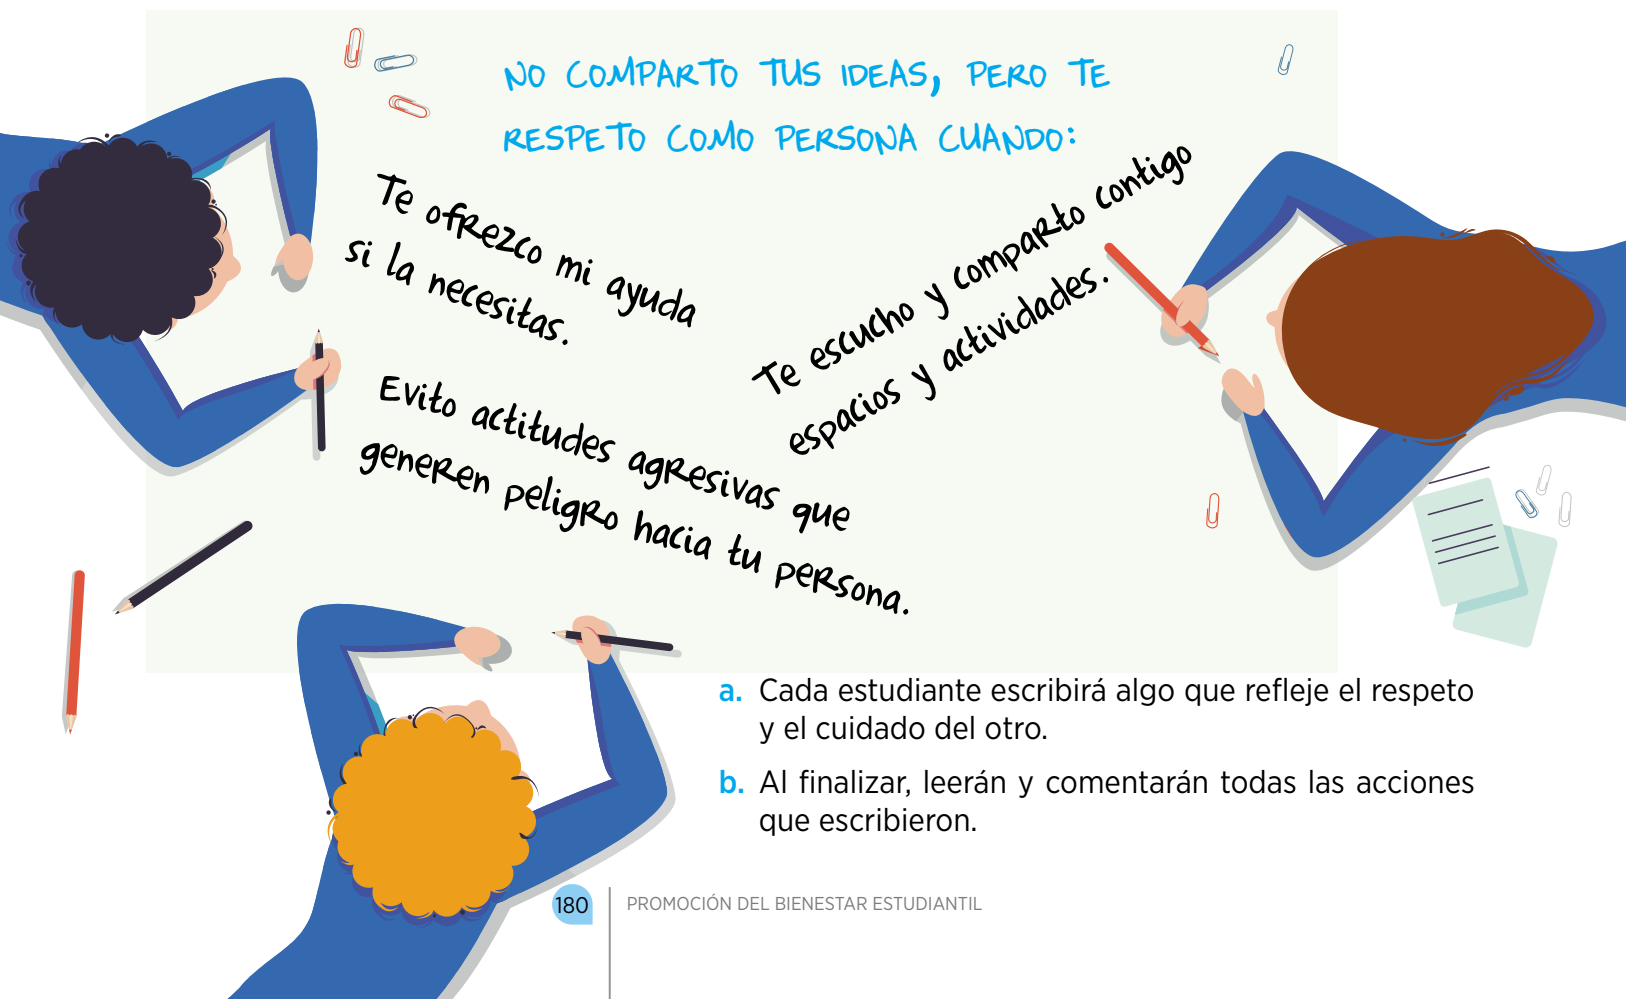 NO COMPARTO TUS IDEAS, PERO TE
RESPETO COMO PERSONA CUANDO:
Te ofrezco mi ayuda
si la necesitas.
Te escucho y comparto contigo
espacios y actividades.
Evito actitudes agresivas que
generen peligro hacia tu persona.
a. Cada estudiante escribirá algo que refleje el respeto
y el cuidado del otro.
b. Al finalizar, leerán y comentarán todas las acciones
que escribieron.
180 PROMOCIÓN DEL BIENESTAR ESTUDIANTIL